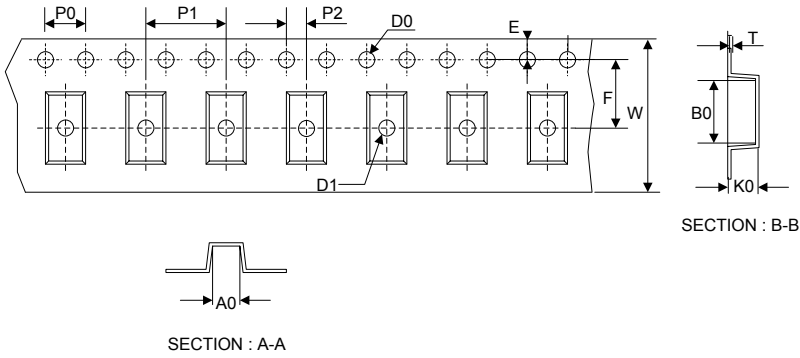 P0
P1
P2
D0
E
T
F
W
B0
D1
K0
SECTION : B-B
A0
SECTION : A-A